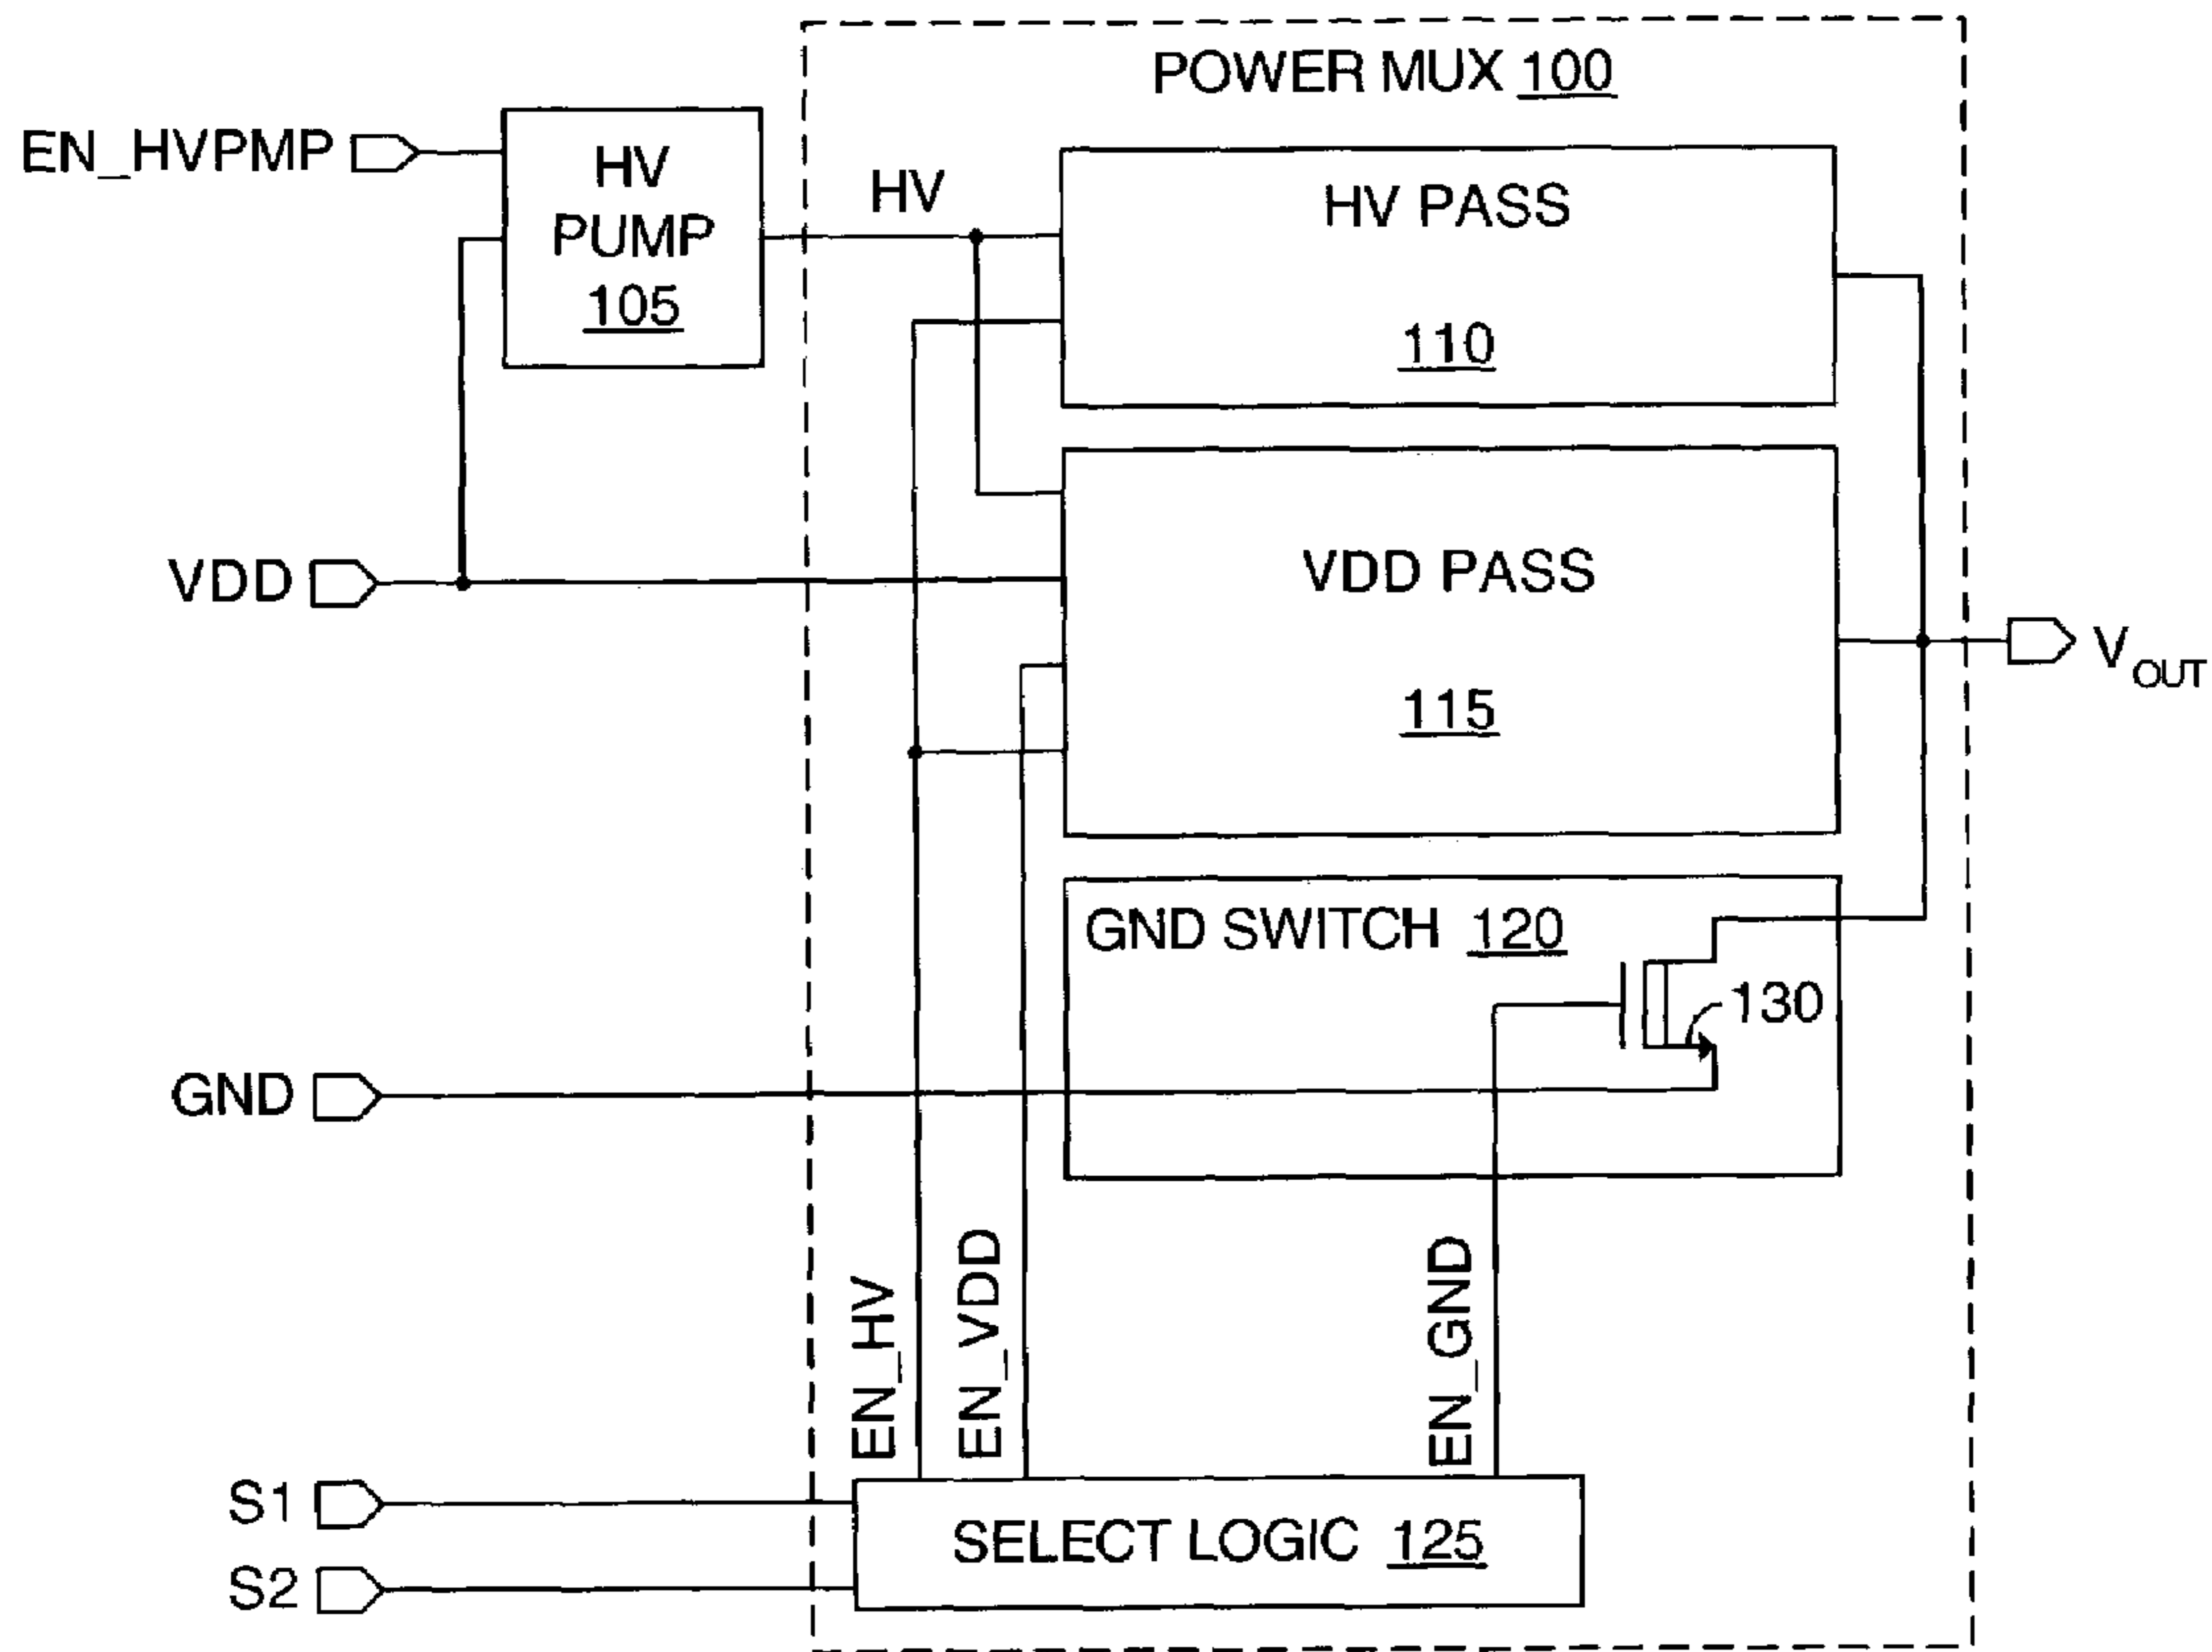 POWER MUX 100
EN_HVPMP
HV
PUMP
105
HV
HV PASS
110
VDD
VDD PASS
115
VOUT
GND SWITCH 120
130
GND
EN_HV
EN_VDD
EN_GND
S1
S2
SELECT LOGIC 125